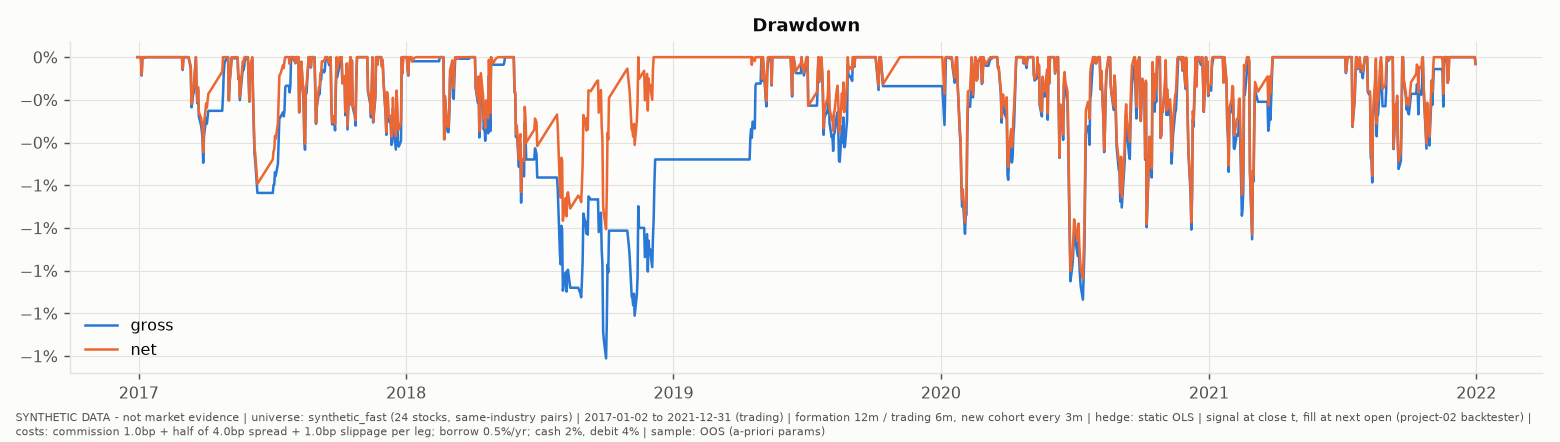 Drawdown
0%
−0%
−0%
−1%
−1%
−1%
−1%
−1%
gross
net
2017 2018 2019 2020 2021 2022
SYNTHETIC DATA - not market evidence | universe: synthetic_fast (24 stocks, same-industry pairs) | 2017-01-02 to 2021-12-31 (trading) | formation 12m / trading 6m, new cohort every 3m | hedge: static OLS | signal at close t, fill at next open (project-02 backtester) |
costs: commission 1.0bp + half of 4.0bp spread + 1.0bp slippage per leg; borrow 0.5%/yr; cash 2%, debit 4% | sample: OOS (a-priori params)